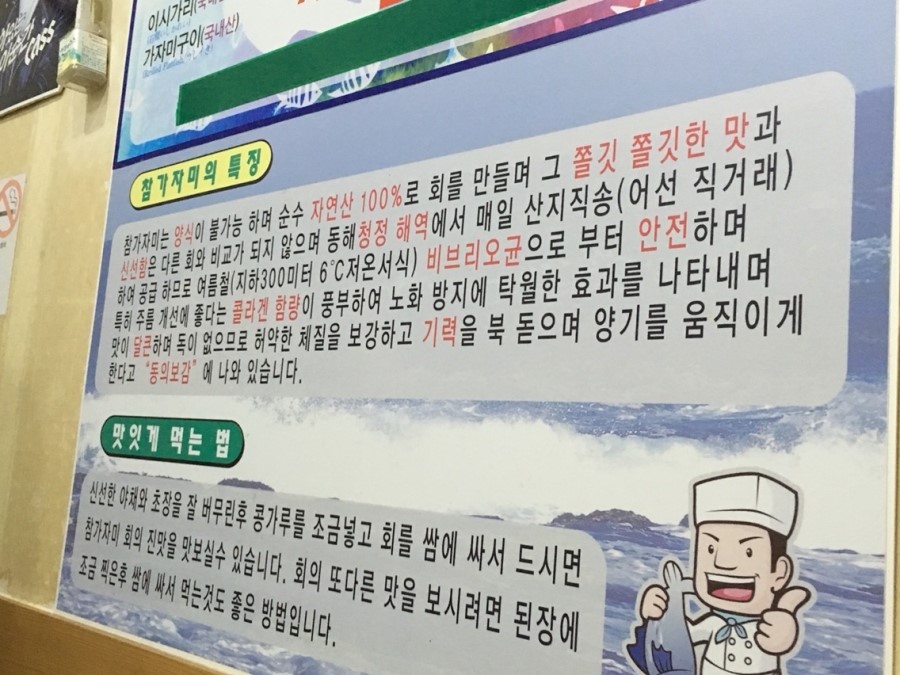 이시가리(국내산)
가자미구이(국내산)
cass
참가자미의 특징
참가자미는 양식이 불가능 하며 순수 자연산 100%로 회를 만들며 그 쫄깃 쫄깃한 맛과
신선함은 다른 회와 비교가 되지 않으며 동해청정 해역에서 매일 산지직송(어선 직거래)
하여 공급 하므로 여름철(지하300미터 6℃저온서식) 비브리오균으로 부터 안전하며
특히 주름 개선에 좋다는 콜라겐 함량이 풍부하여 노화 방지에 탁월한 효과를 나타내며
맛이 달큰하며 독이 없으므로 허약한 체질을 보강하고 기력을 북 돋으며 양기를 움직이게
한다고 "동의보감" 에 나와 있습니다.
맛있게 먹는 법
신선한 야채와 초장을 잘 버무린후 콩가루를 조금넣고 회를 쌈에 싸서 드시면
참가자미 회의 진맛을 맛보실수 있습니다. 회의 또다른 맛을 보시려면 된장에
조금 찍은후 쌈에 싸서 먹는것도 좋은 방법입니다.